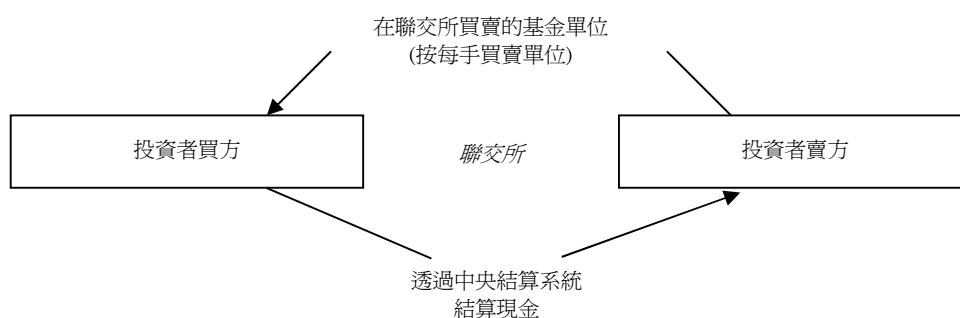 在聯交所買賣的基金單位
(按每手買賣單位)
投資者買方
聯交所
投資者賣方
透過中央結算系統
結算現金